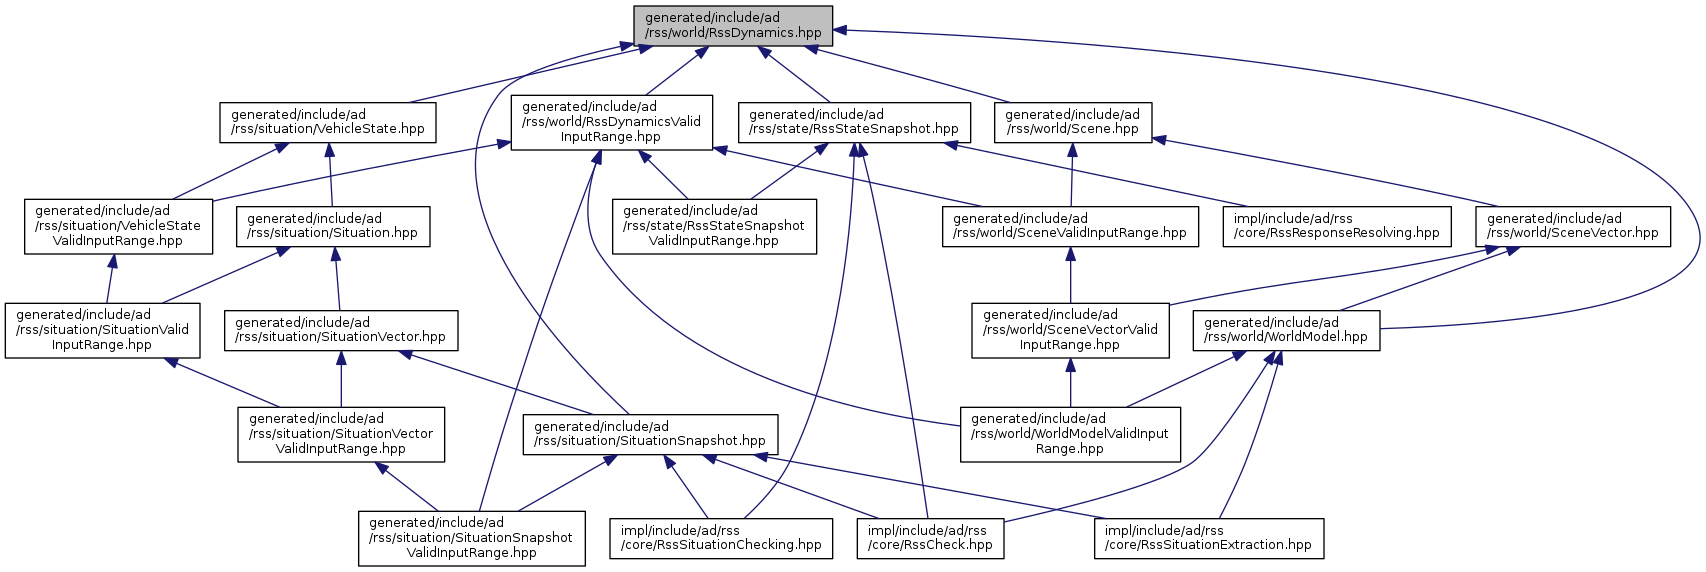 generated/include/ad
/rss/world/RssDynamics.hpp
generated/include/ad
/rss/situation/VehicleState.hpp
generated/include/ad
/rss/world/RssDynamicsValid
InputRange.hpp
generated/include/ad
/rss/state/RssStateSnapshot.hpp
generated/include/ad
/rss/world/Scene.hpp
generated/include/ad
/rss/situation/VehicleState
ValidInputRange.hpp
generated/include/ad
/rss/situation/Situation.hpp
generated/include/ad
/rss/state/RssStateSnapshot
ValidInputRange.hpp
generated/include/ad
/rss/world/SceneValidInputRange.hpp
impl/include/ad/rss
/core/RssResponseResolving.hpp
generated/include/ad
/rss/world/SceneVector.hpp
generated/include/ad
/rss/situation/SituationValid
InputRange.hpp
generated/include/ad
/rss/situation/SituationVector.hpp
generated/include/ad
/rss/world/SceneVectorValid
InputRange.hpp
generated/include/ad
/rss/world/WorldModel.hpp
generated/include/ad
/rss/situation/SituationVector
ValidInputRange.hpp
generated/include/ad
/rss/situation/SituationSnapshot.hpp
generated/include/ad
/rss/world/WorldModelValidInput
Range.hpp
generated/include/ad
/rss/situation/SituationSnapshot
ValidInputRange.hpp
impl/include/ad/rss
/core/RssSituationChecking.hpp
impl/include/ad/rss
/core/RssCheck.hpp
impl/include/ad/rss
/core/RssSituationExtraction.hpp